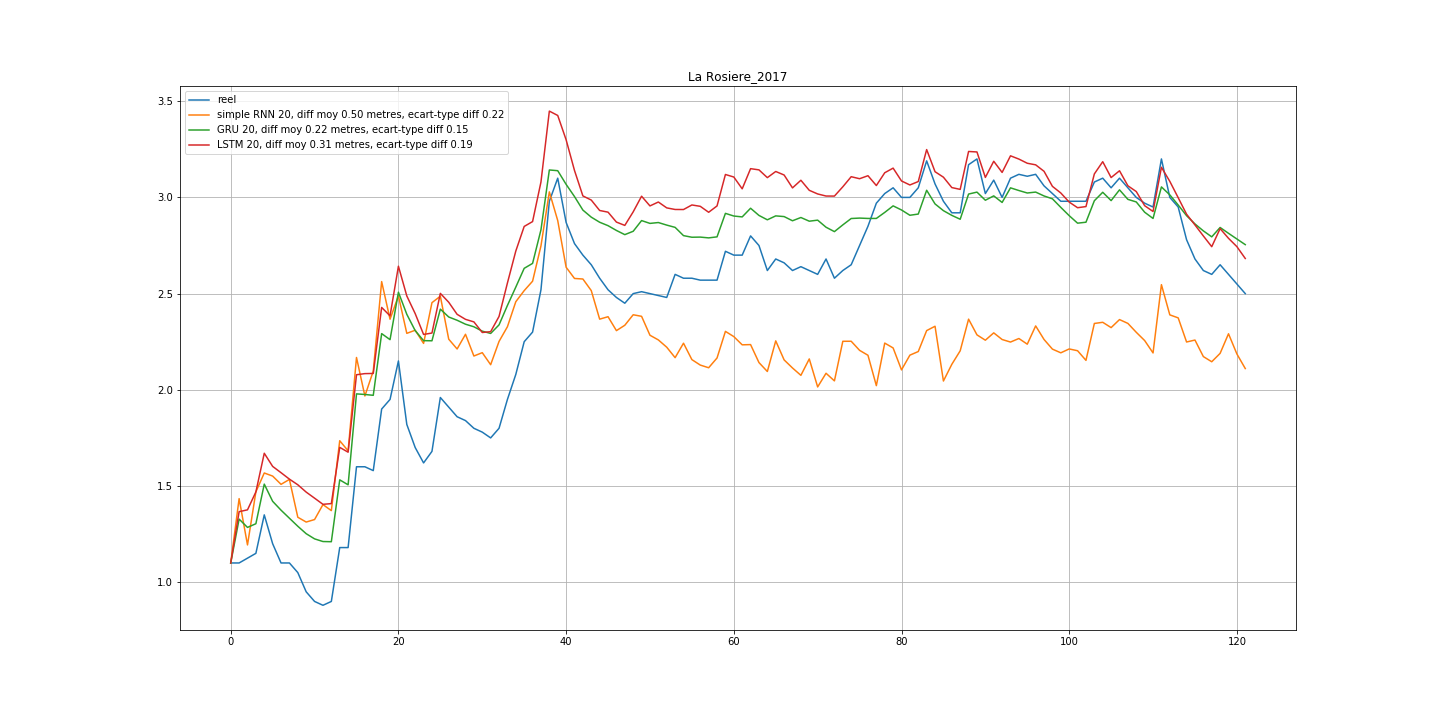 La Rosiere_2017
reel
simple RNN 20, diff moy 0.50 metres, ecart-type diff 0.22
GRU 20, diff moy 0.22 metres, ecart-type diff 0.15
LSTM 20, diff moy 0.31 metres, ecart-type diff 0.19
3.5
3.0
2.5
2.0
1.5
1.0
0 20 40 60 80 100 120